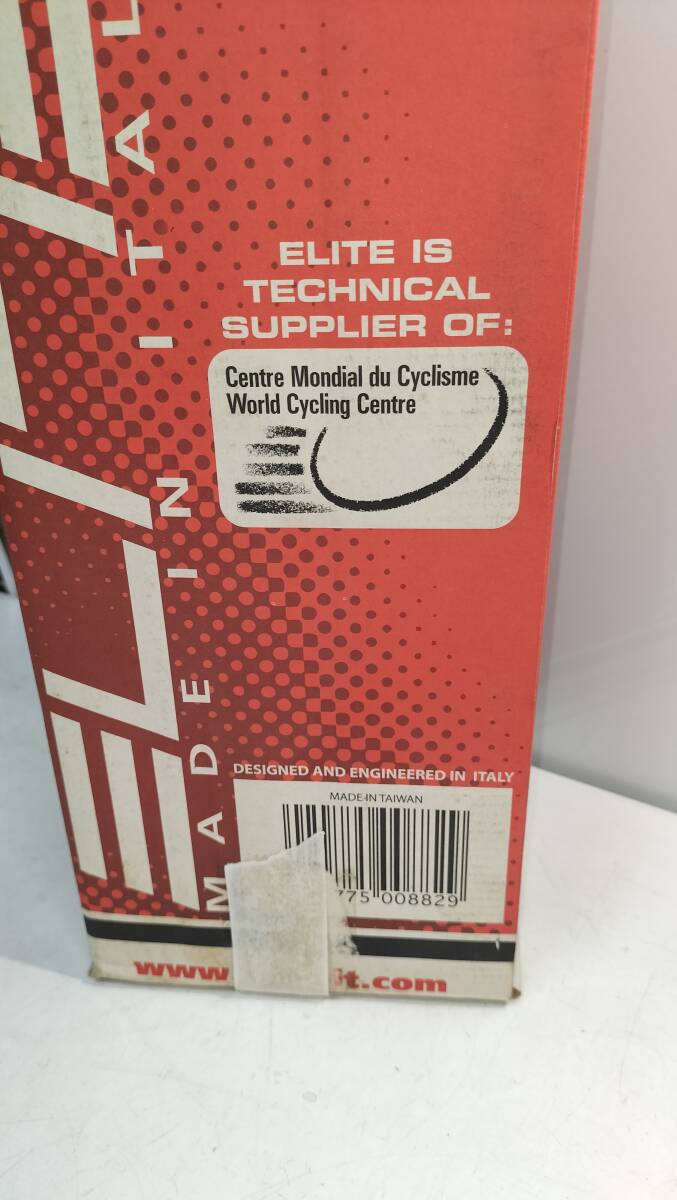 ELITE
MADE IN ITAL
ELITE IS
TECHNICAL
SUPPLIER OF:
Centre Mondial du Cyclisme
World Cycling Centre
DESIGNED AND ENGINEERED IN ITALY
MADE IN TAIWAN
775 008829
www. it.com